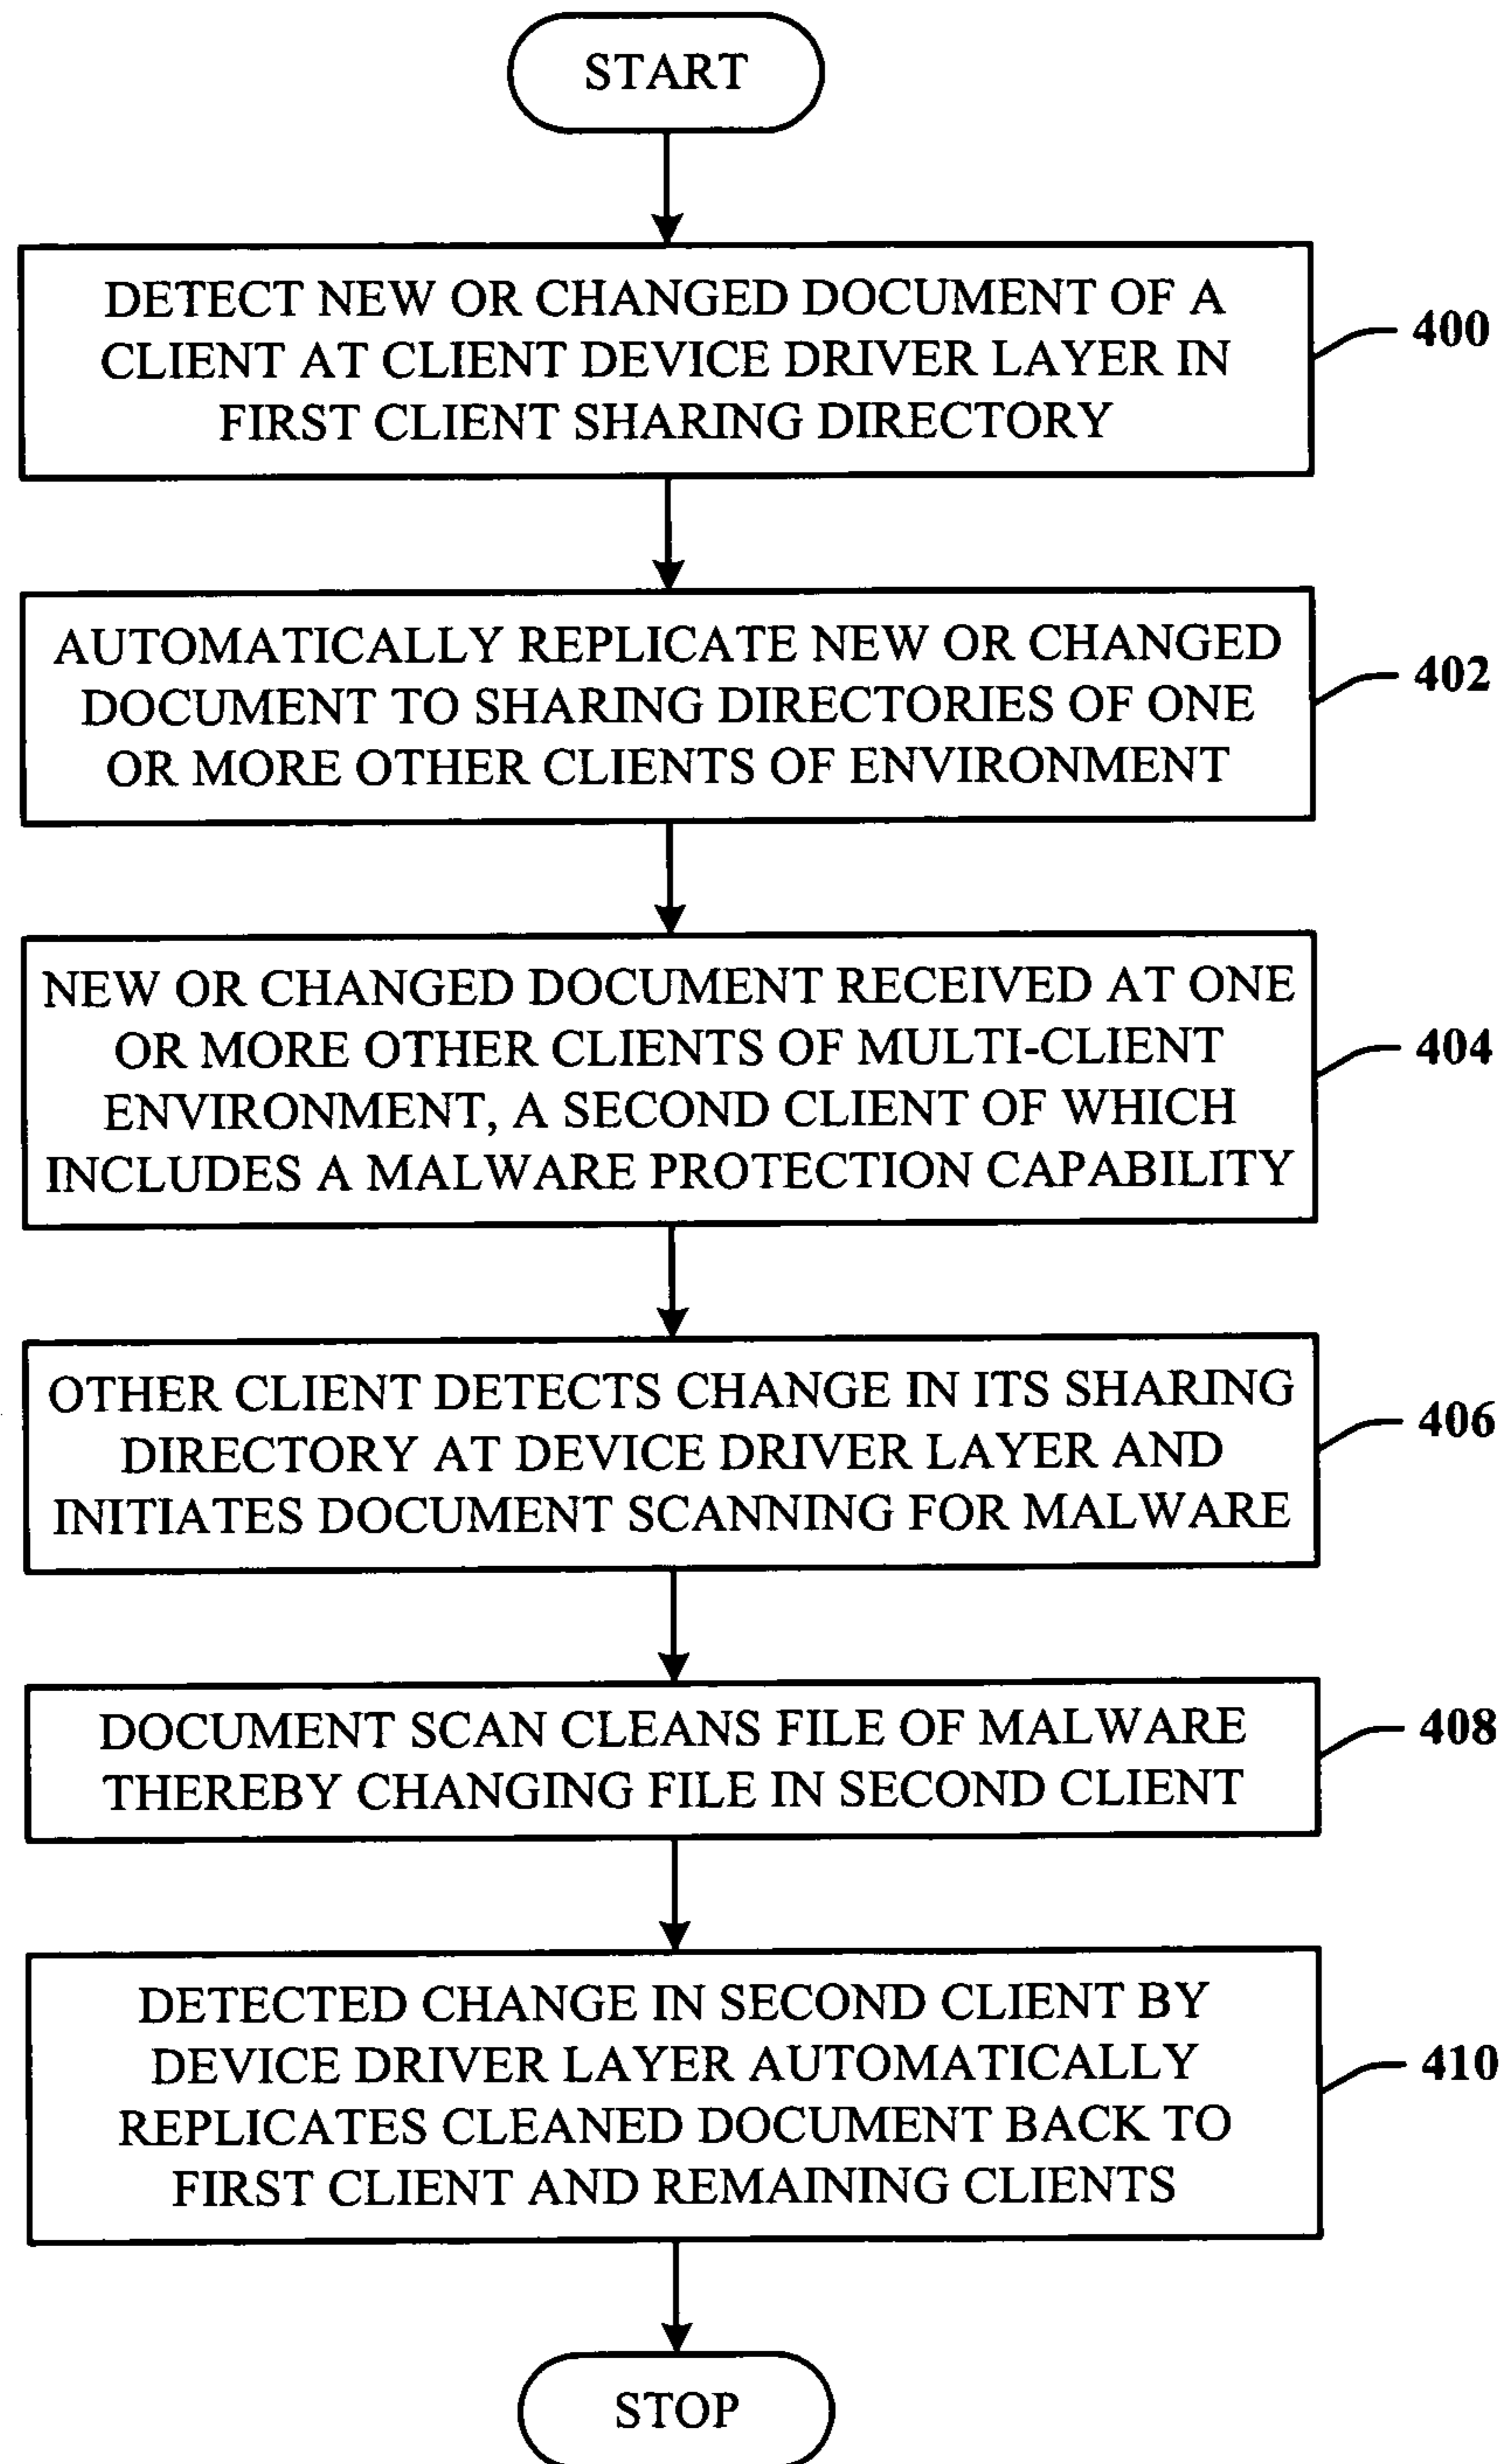 START
DETECT NEW OR CHANGED DOCUMENT OF A
CLIENT AT CLIENT DEVICE DRIVER LAYER IN
FIRST CLIENT SHARING DIRECTORY
400
AUTOMATICALLY REPLICATE NEW OR CHANGED
DOCUMENT TO SHARING DIRECTORIES OF ONE
OR MORE OTHER CLIENTS OF ENVIRONMENT
402
NEW OR CHANGED DOCUMENT RECEIVED AT ONE
OR MORE OTHER CLIENTS OF MULTI-CLIENT
ENVIRONMENT, A SECOND CLIENT OF WHICH
INCLUDES A MALWARE PROTECTION CAPABILITY
404
OTHER CLIENT DETECTS CHANGE IN ITS SHARING
DIRECTORY AT DEVICE DRIVER LAYER AND
INITIATES DOCUMENT SCANNING FOR MALWARE
406
DOCUMENT SCAN CLEANS FILE OF MALWARE
THEREBY CHANGING FILE IN SECOND CLIENT
408
DETECTED CHANGE IN SECOND CLIENT BY
DEVICE DRIVER LAYER AUTOMATICALLY
REPLICATES CLEANED DOCUMENT BACK TO
FIRST CLIENT AND REMAINING CLIENTS
410
STOP